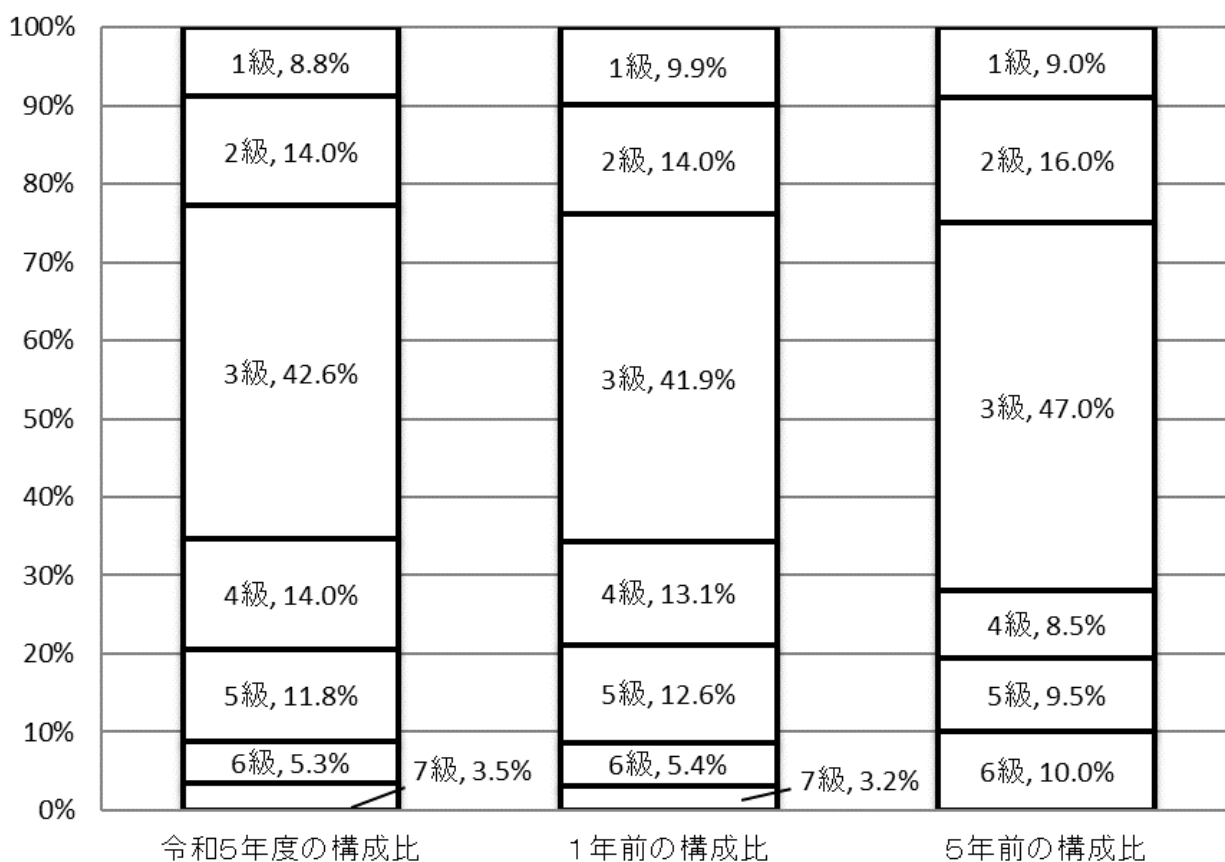 100%
90%
80%
70%
60%
50%
40%
30%
20%
10%
0%
1級, 8.8%
2級, 14.0%
3級, 42.6%
4級, 14.0%
5級, 11.8%
6級, 5.3%
7級, 3.5%
1級, 9.9%
2級, 14.0%
3級, 41.9%
4級, 13.1%
5級, 12.6%
6級, 5.4%
7級, 3.2%
1級, 9.0%
2級, 16.0%
3級, 47.0%
4級, 8.5%
5級, 9.5%
6級, 10.0%
令和5年度の構成比
1年前の構成比
5年前の構成比